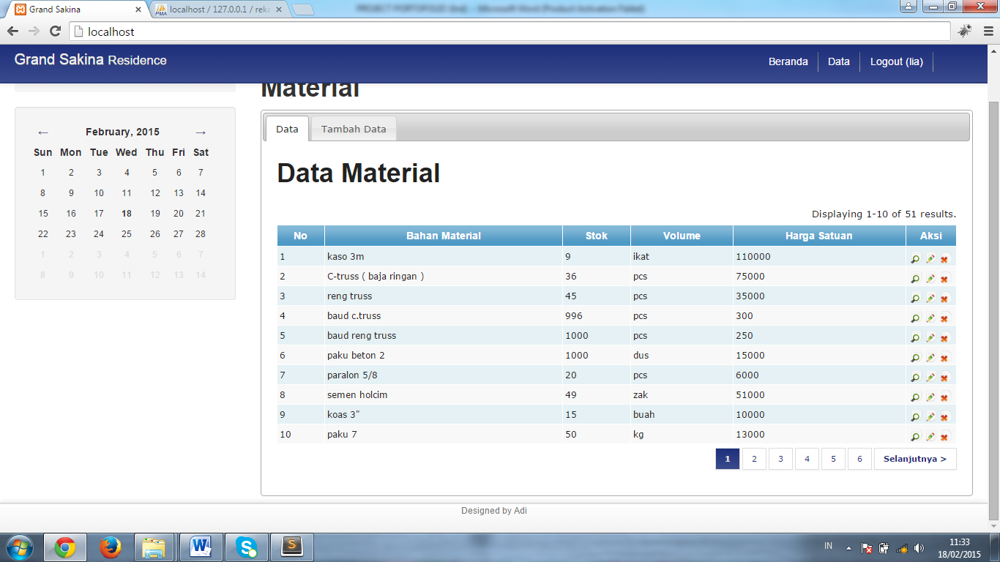 Grand Sakina
localhost / 127.0.0.1 / reka
PROJECT PORTOFOLIO (Ind) - Microsoft Word (Product Activation Failed)
localhost
Grand Sakina Residence
Beranda
Data
Logout (lia)
Material
← February, 2015 →
Sun Mon Tue Wed Thu Fri Sat
1 2 3 4 5 6 7
8 9 10 11 12 13 14
15 16 17 18 19 20 21
22 23 24 25 26 27 28
1 2 3 4 5 6 7
8 9 10 11 12 13 14
Data
Tambah Data
Data Material
Displaying 1-10 of 51 results.
No Bahan Material Stok Volume Harga Satuan Aksi
1 kaso 3m 9 ikat 110000
2 C-truss ( baja ringan ) 36 pcs 75000
3 reng truss 45 pcs 35000
4 baud c.truss 996 pcs 300
5 baud reng truss 1000 pcs 250
6 paku beton 2 1000 dus 15000
7 paralon 5/8 20 pcs 6000
8 semen holcim 49 zak 51000
9 koas 3" 15 buah 10000
10 paku 7 50 kg 13000
1 2 3 4 5 6 Selanjutnya >
Designed by Adi
IN
11:33
18/02/2015